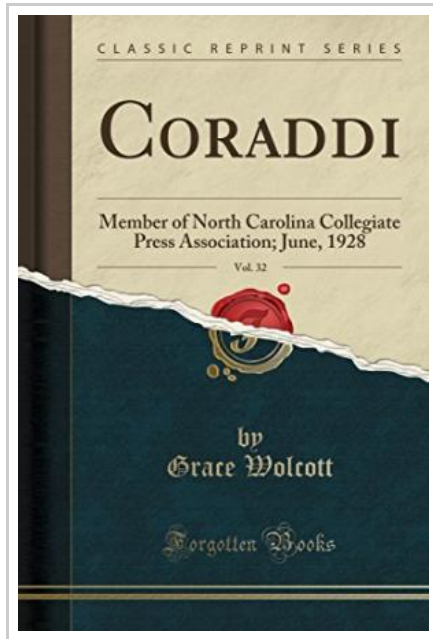 CLASSIC REPRINT SERIES
CORADDI
Member of North Carolina Collegiate
Press Association; June, 1928
Vol. 32
by
Grace Wolcott
Forgotten Books